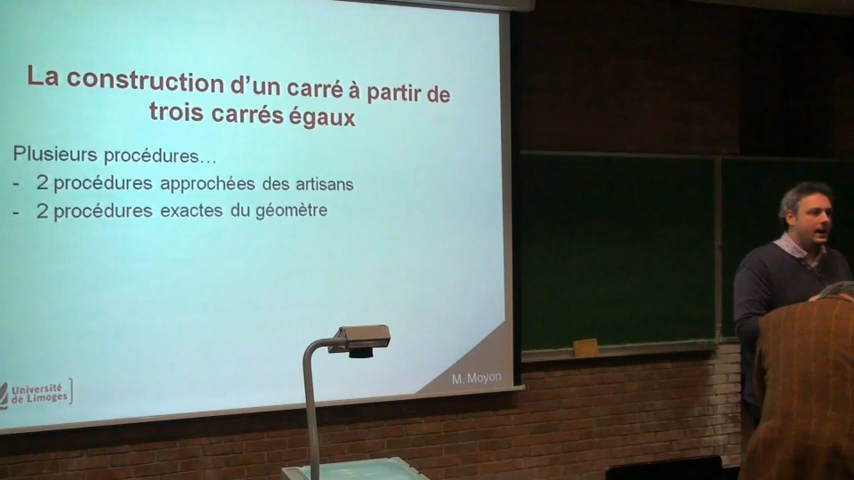 La construction d'un carré à partir de
trois carrés égaux
Plusieurs procédures…
- 2 procédures approchées des artisans
- 2 procédures exactes du géomètre
Université
de Limoges
M. Moyon